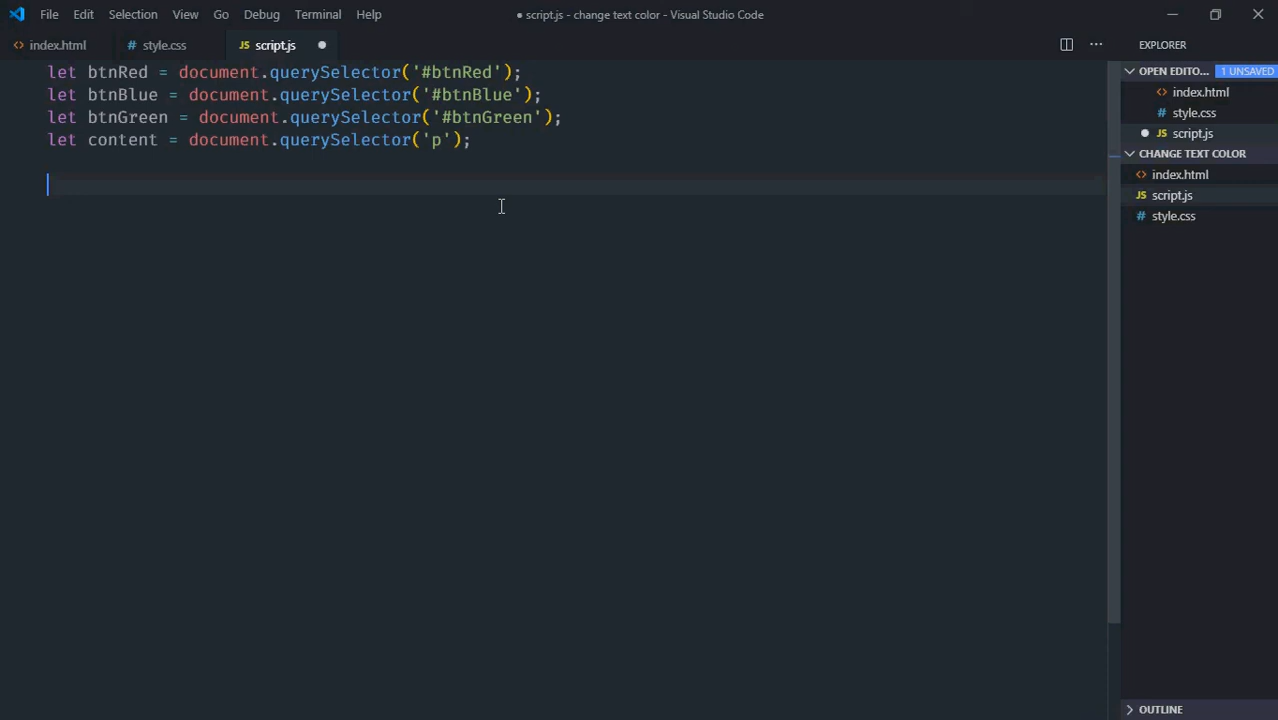 File Edit Selection View Go Debug Terminal Help
● script.js - change text color - Visual Studio Code
index.html style.css JS script.js
EXPLORER
let btnRed = document.querySelector('#btnRed');
let btnBlue = document.querySelector('#btnBlue');
let btnGreen = document.querySelector('#btnGreen');
let content = document.querySelector('p');
OPEN EDITO... 1 UNSAVED
<> index.html
# style.css
● JS script.js
CHANGE TEXT COLOR
<> index.html
JS script.js
# style.css
OUTLINE